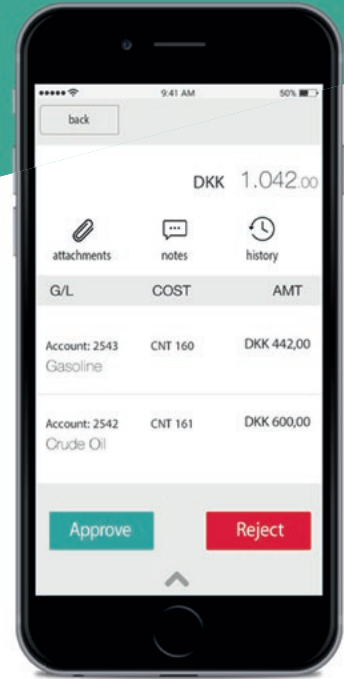 9:41 AM 50%
back
DKK 1.042.00
attachments notes history
G/L COST AMT
Account: 2543 CNT 160 DKK 442,00
Gasoline
Account: 2542 CNT 161 DKK 600,00
Crude Oil
Approve Reject